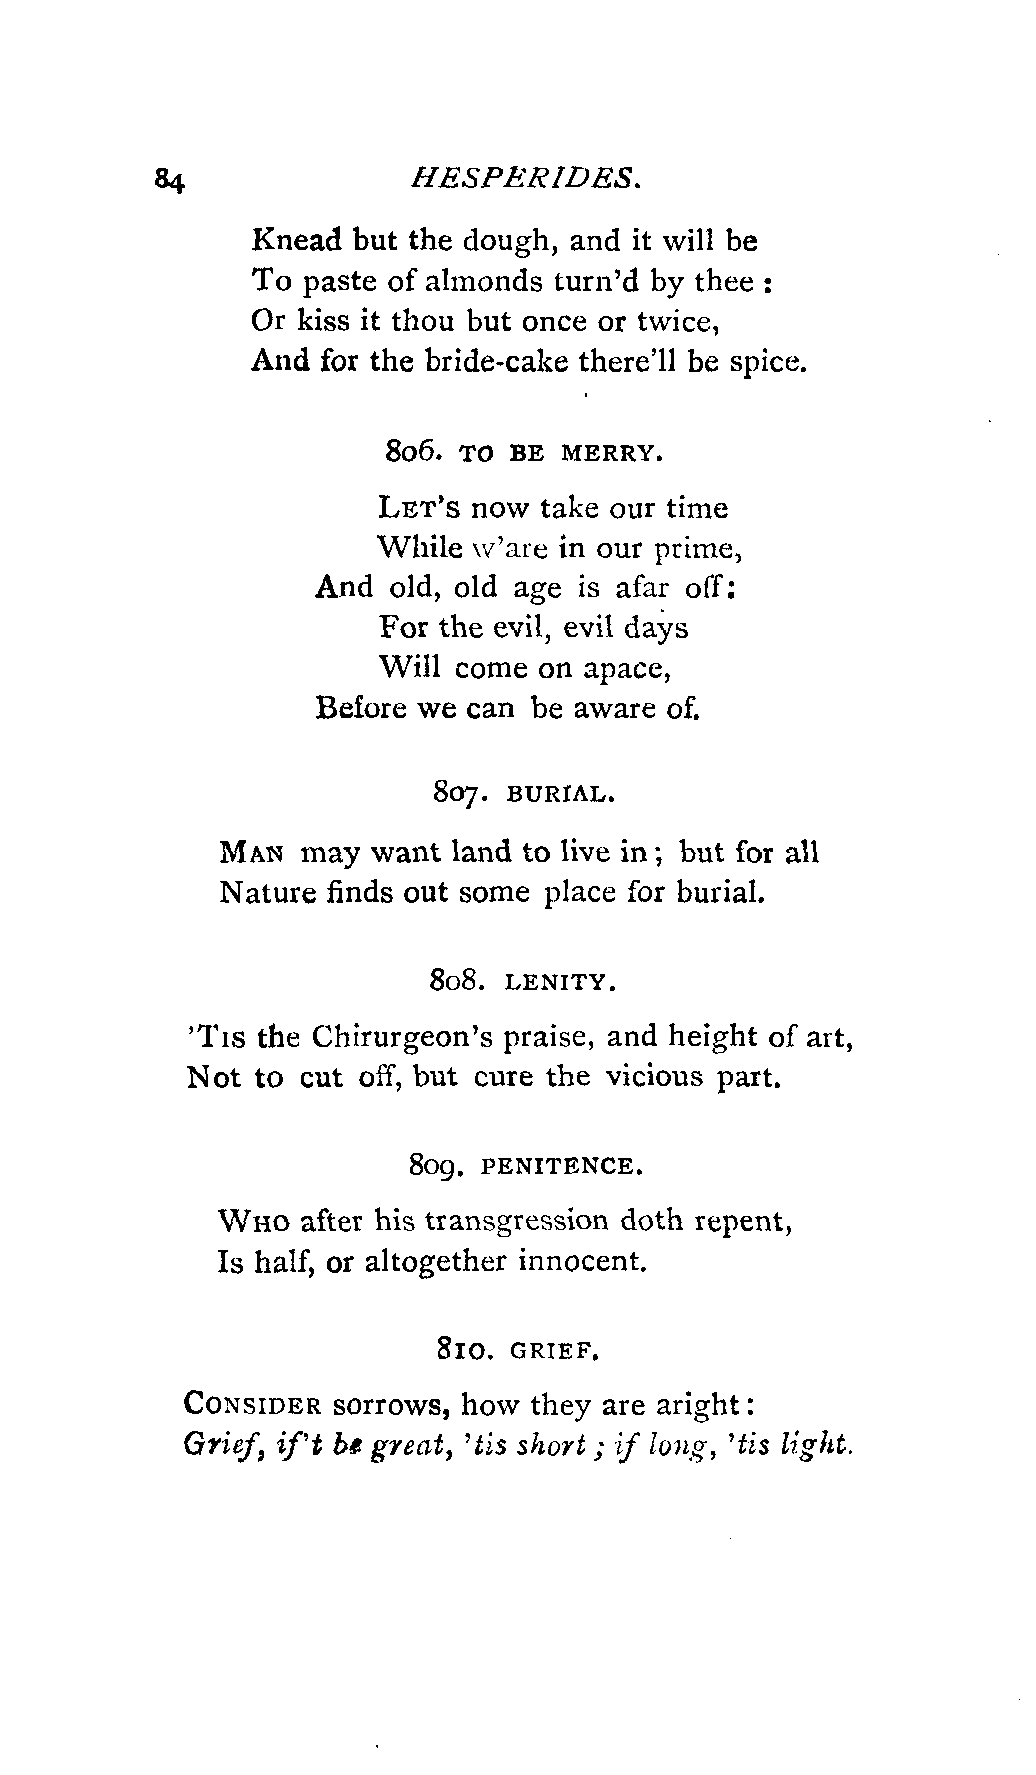 84 HESPERIDES.
Knead but the dough, and it will be
To paste of almonds turn'd by thee :
Or kiss it thou but once or twice,
And for the bride-cake there'll be spice.
806. TO BE MERRY.
LET'S now take our time
While w'are in our prime,
And old, old age is afar off:
For the evil, evil days
Will come on apace,
Before we can be aware of.
807. BURIAL.
MAN may want land to live in ; but for all
Nature finds out some place for burial.
808. LENITY.
'TIS the Chirurgeon's praise, and height of art,
Not to cut off, but cure the vicious part.
809. PENITENCE.
WHO after his transgression doth repent,
Is half, or altogether innocent.
810. GRIEF.
CONSIDER sorrows, how they are aright :
Grief, if't be great, 'tis short ; if long, 'tis light.